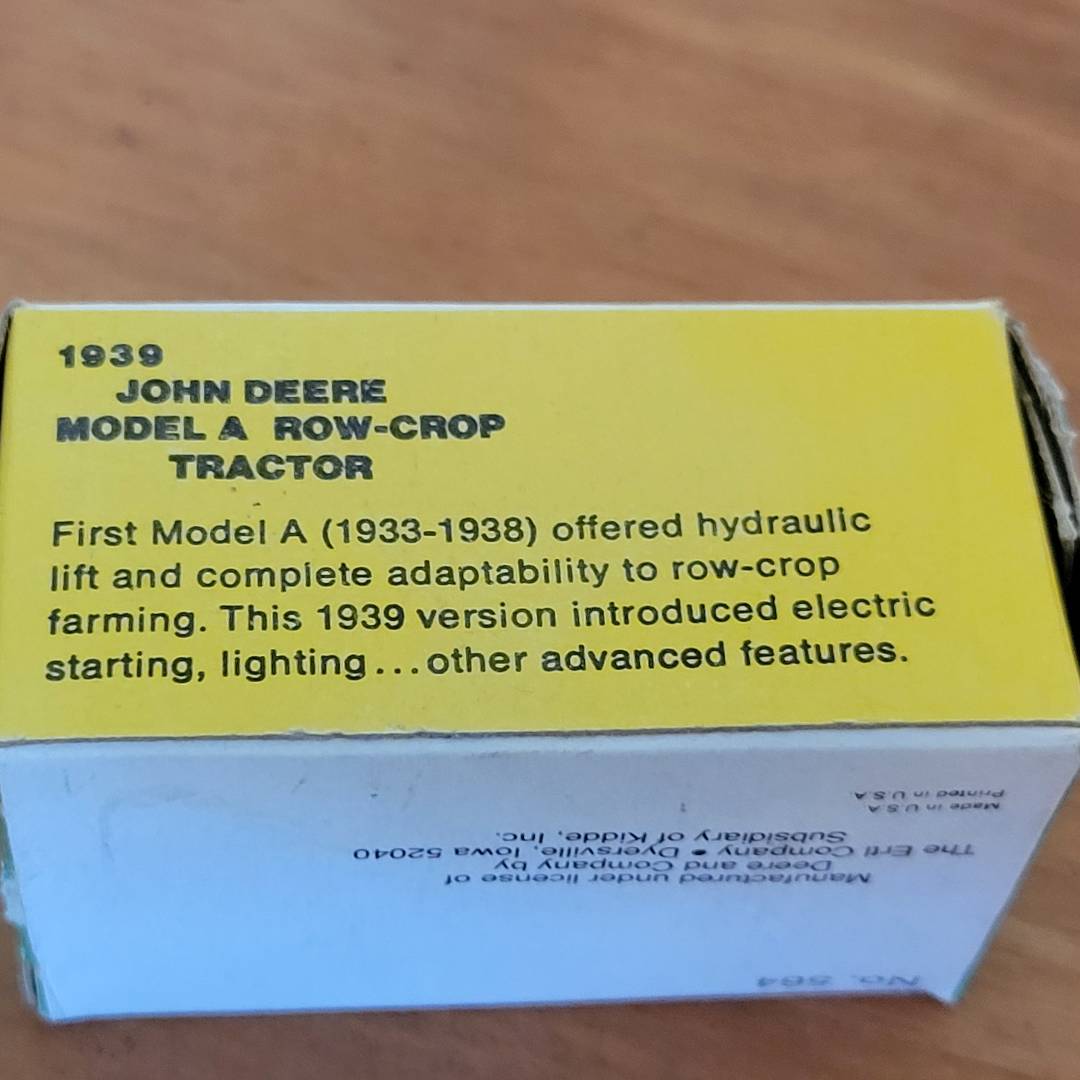 1939
JOHN DEERE
MODEL A ROW-CROP
TRACTOR
First Model A (1933-1938) offered hydraulic
lift and complete adaptability to row-crop
farming. This 1939 version introduced electric
starting, lighting...other advanced features.
No. 564
Manufactured under license of
Deere and Company by
The Ertl Company • Dyersville, Iowa 52040
Subsidiary of Kidde, Inc.
Made in U.S.A.
Printed in U.S.A.